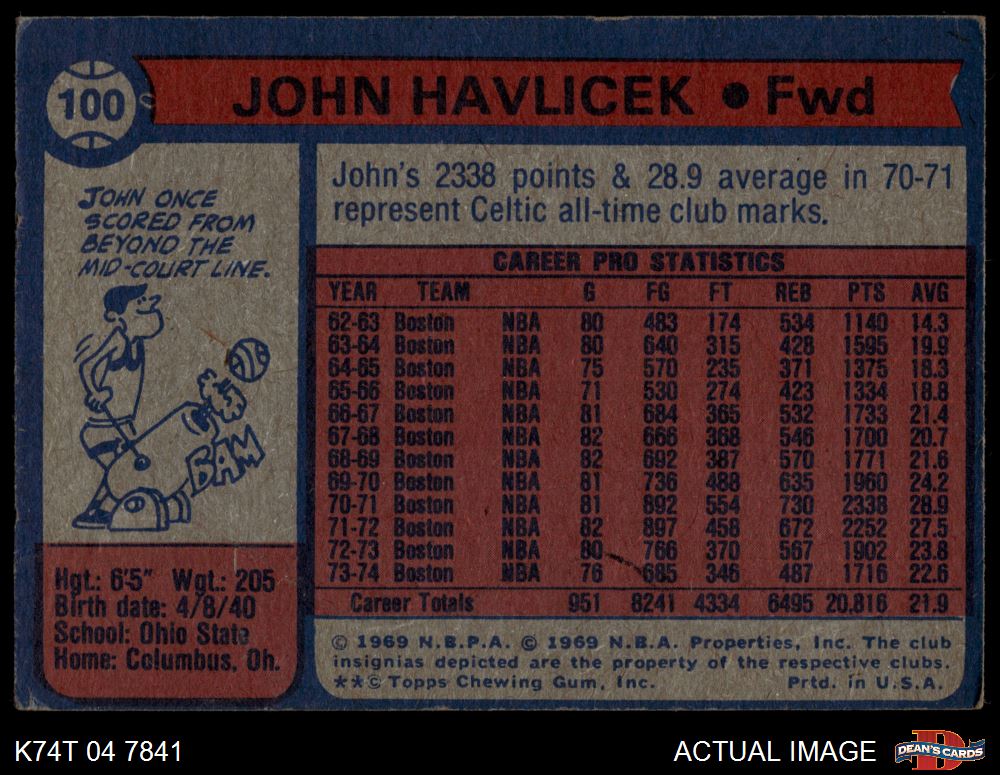 100
JOHN HAVLICEK • Fwd
JOHN ONCE
SCORED FROM
BEYOND THE
MID-COURT LINE.
BAM
Hgt.: 6'5" Wgt.: 205
Birth date: 4/8/40
School: Ohio State
Home: Columbus, Oh.
John's 2338 points & 28.9 average in 70-71
represent Celtic all-time club marks.
CAREER PRO STATISTICS
YEAR TEAM G FG FT REB PTS AVG
62-63 Boston NBA 80 483 174 534 1140 14.3
63-64 Boston NBA 80 640 315 428 1595 19.9
64-65 Boston NBA 75 570 235 371 1375 18.3
65-66 Boston NBA 71 530 274 423 1334 18.8
66-67 Boston NBA 81 684 365 532 1733 21.4
67-68 Boston NBA 82 666 368 546 1700 20.7
68-69 Boston NBA 82 692 387 570 1771 21.6
69-70 Boston NBA 81 736 488 635 1960 24.2
70-71 Boston NBA 81 892 554 730 2338 28.9
71-72 Boston NBA 82 897 458 672 2252 27.5
72-73 Boston NBA 80 766 370 567 1902 23.8
73-74 Boston NBA 76 685 346 487 1716 22.6
Career Totals 951 8241 4334 6495 20,816 21.9
© 1969 N.B.P.A. © 1969 N.B.A. Properties, Inc. The club
insignias depicted are the property of the respective clubs.
**© Topps Chewing Gum, Inc. Prtd. in U.S.A.
K74T 04 7841
ACTUAL IMAGE
D
DEAN'S CARDS